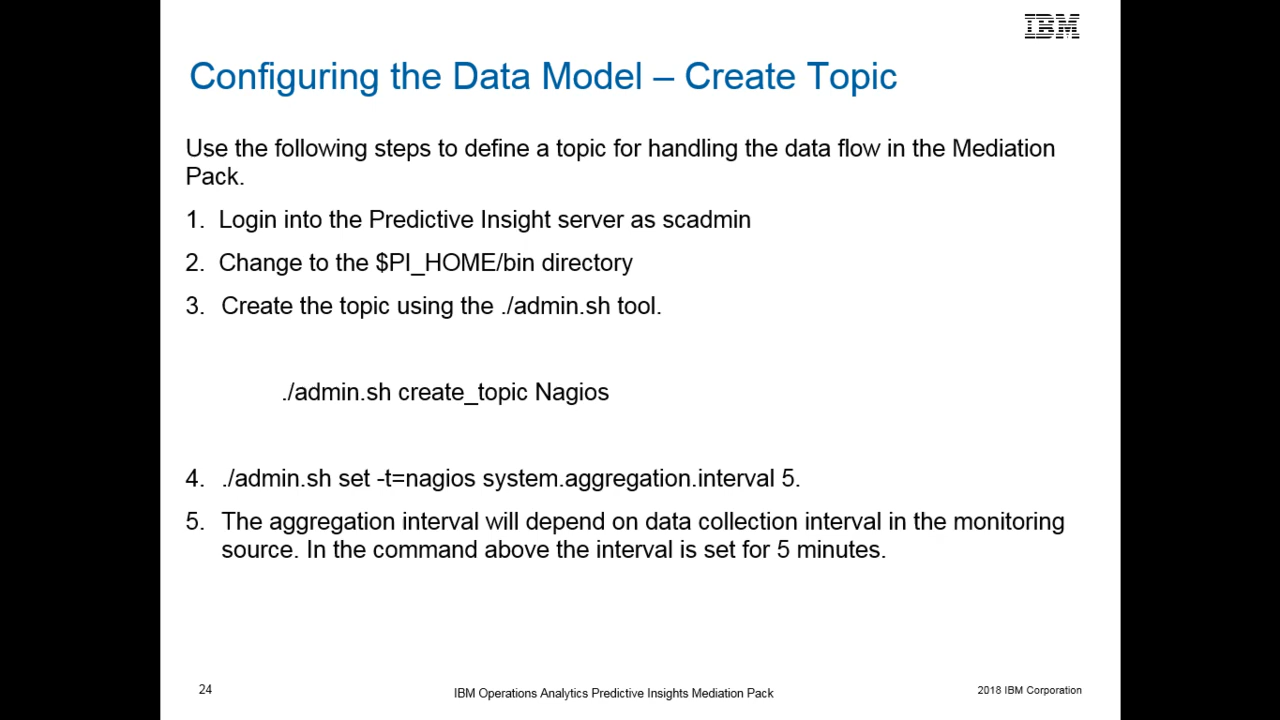 IBM
Configuring the Data Model – Create Topic
Use the following steps to define a topic for handling the data flow in the Mediation
Pack.
1. Login into the Predictive Insight server as scadmin
2. Change to the $PI_HOME/bin directory
3. Create the topic using the ./admin.sh tool.
./admin.sh create_topic Nagios
4. ./admin.sh set -t=nagios system.aggregation.interval 5.
5. The aggregation interval will depend on data collection interval in the monitoring
source. In the command above the interval is set for 5 minutes.
24
IBM Operations Analytics Predictive Insights Mediation Pack
2018 IBM Corporation